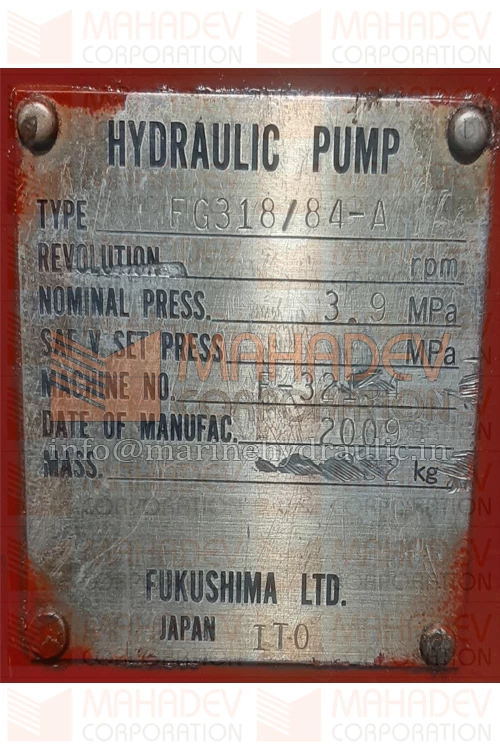 MAHADEV CORPORATION MAHADEV CORPORATION
HYDRAULIC PUMP
TYPE FG318/84-A
REVOLUTION rpm
NOMINAL PRESS. 3.9 MPa
SAF.V.SET PRESS. MPa
MAHADEV
CORPORATION
MACHINE NO.
DATE OF MANUFAC. 2009
info@marinehydraulic.in
MASS. kg
FUKUSHIMA LTD.
JAPAN ITO
MAHADEV CORPORATION MAHADEV CORPORATION